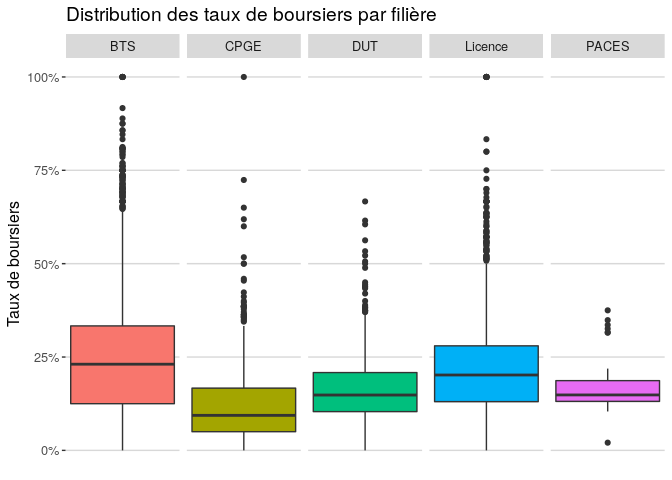 Distribution des taux de boursiers par filière
BTS CPGE DUT Licence PACES
Taux de boursiers
100%
75%
50%
25%
0%